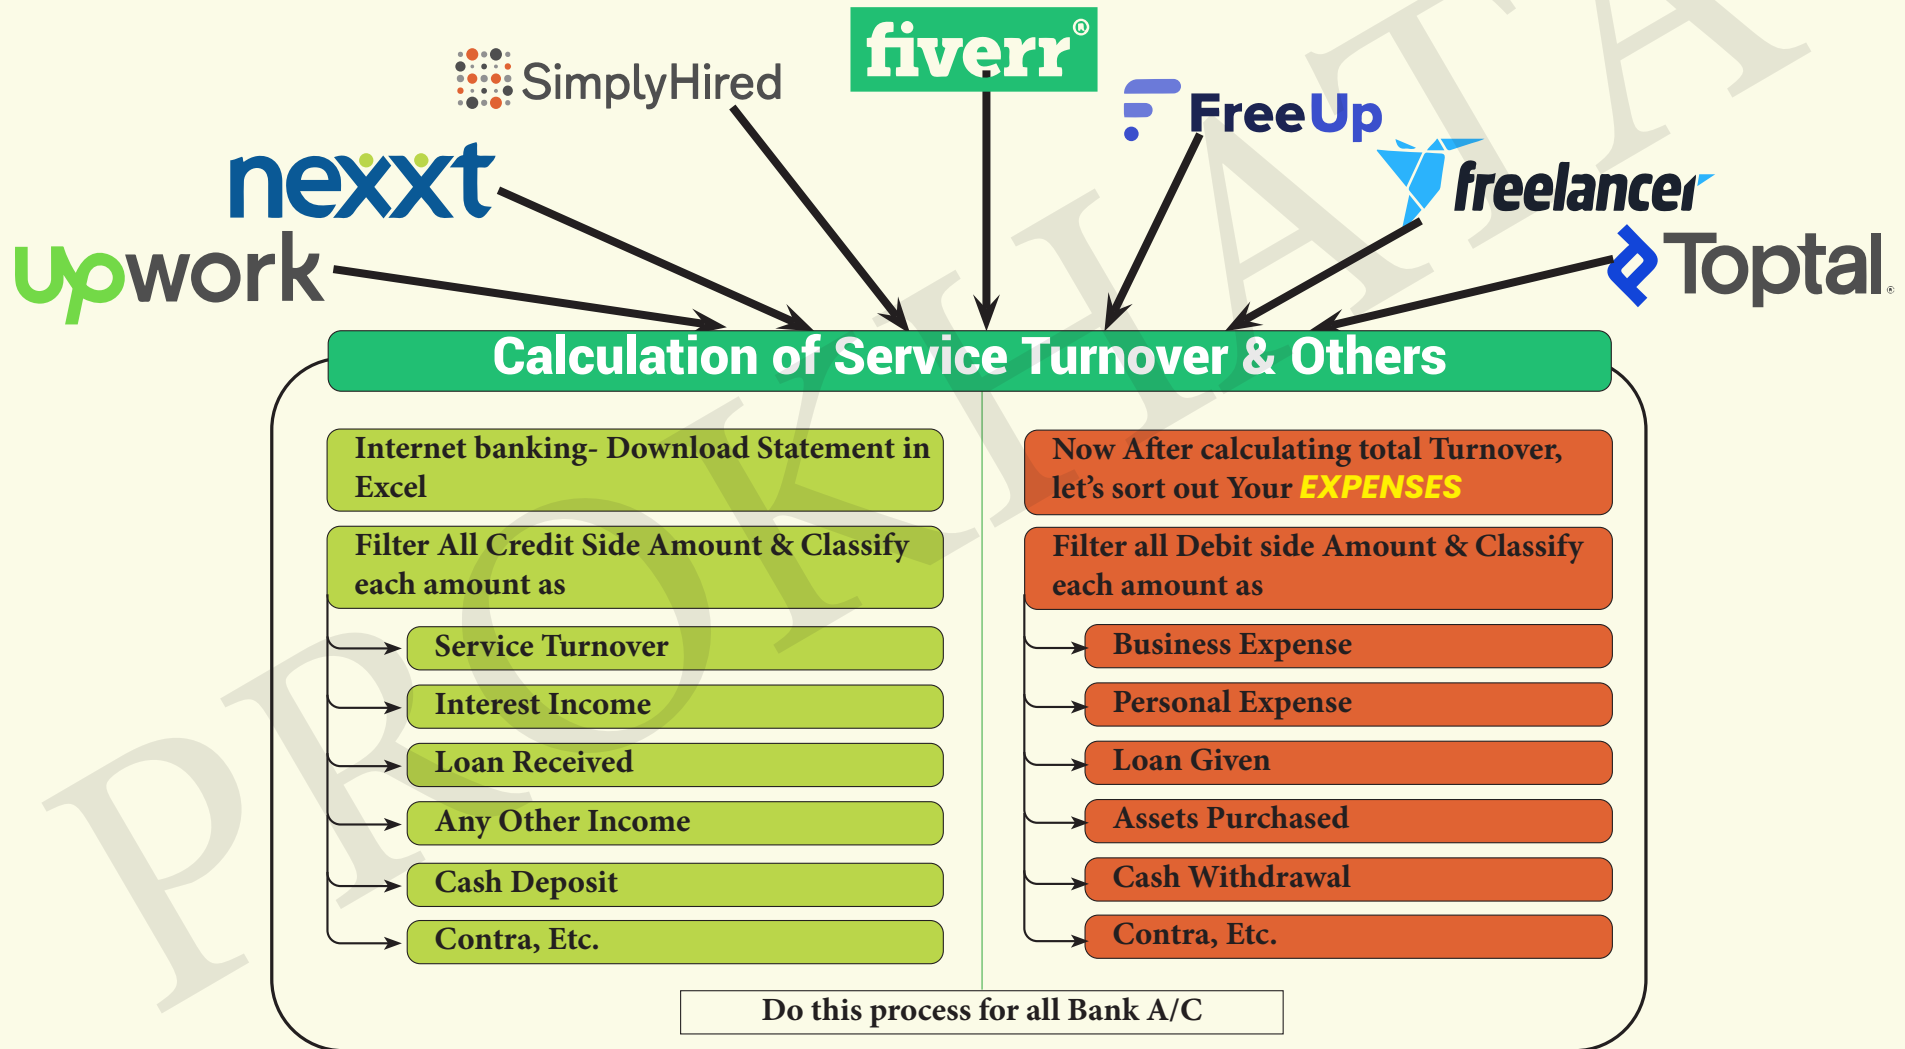 fiverr®
SimplyHired
FreeUp
nexxt
freelancer
upwork
Toptal®
Calculation of Service Turnover & Others
Internet banking- Download Statement in
Excel
Filter All Credit Side Amount & Classify
each amount as
Service Turnover
Interest Income
Loan Received
Any Other Income
Cash Deposit
Contra, Etc.
Now After calculating total Turnover,
let's sort out Your EXPENSES
Filter all Debit side Amount & Classify
each amount as
Business Expense
Personal Expense
Loan Given
Assets Purchased
Cash Withdrawal
Contra, Etc.
Do this process for all Bank A/C
PROKHATA